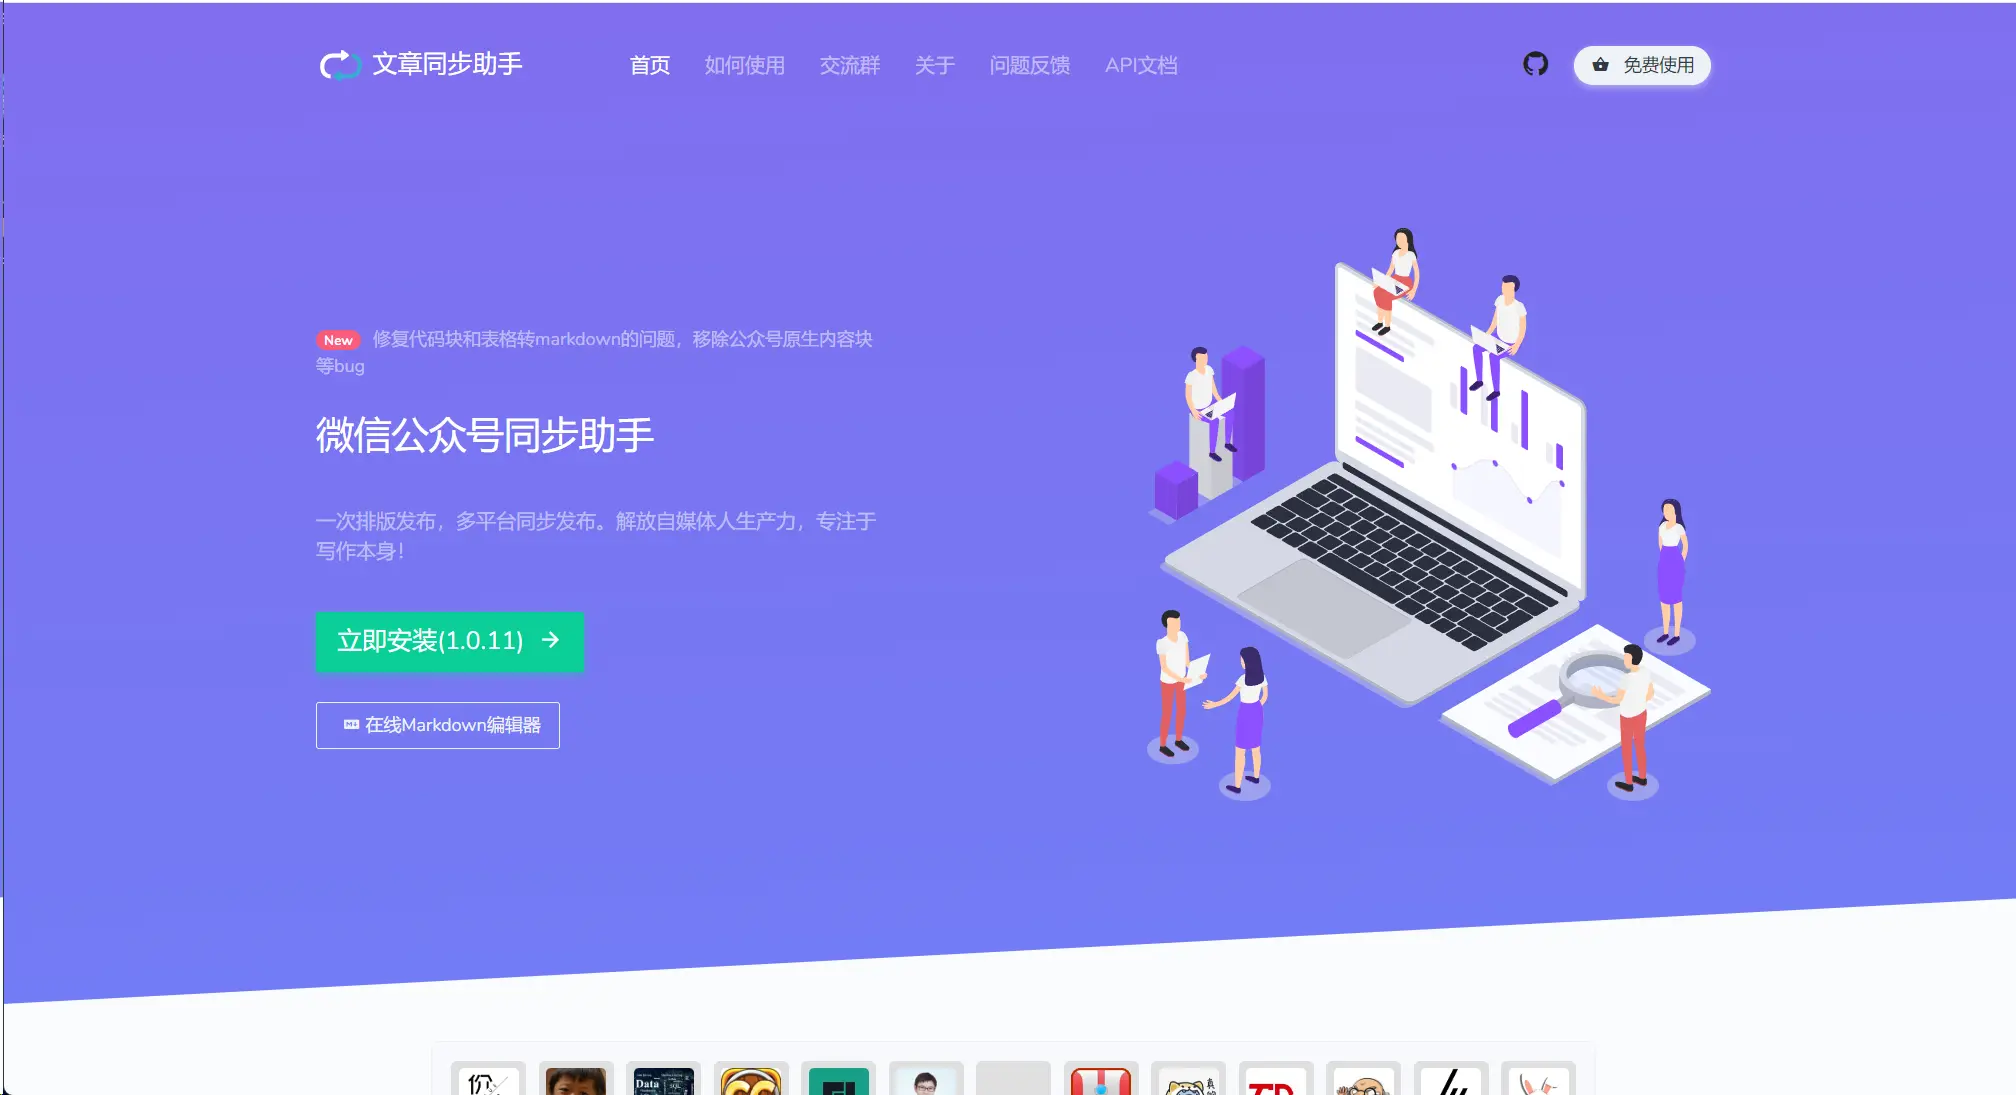 文章同步助手
首页 如何使用 交流群 关于 问题反馈 API文档
免费使用
New 修复代码块和表格转markdown的问题，移除公众号原生内容块
等bug
微信公众号同步助手
一次排版发布，多平台同步发布。解放自媒体人生产力，专注于
写作本身！
立即安装(1.0.11)
在线Markdown编辑器
Data
SQL